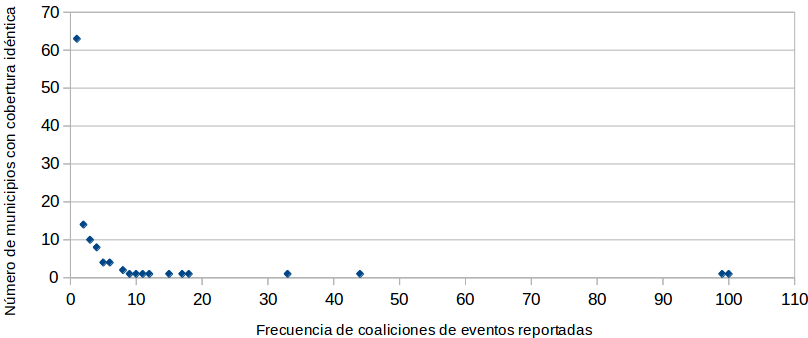 Número de municipios con cobertura idéntica
70
60
50
40
30
20
10
0
0 10 20 30 40 50 60 70 80 90 100 110
Frecuencia de coaliciones de eventos reportadas